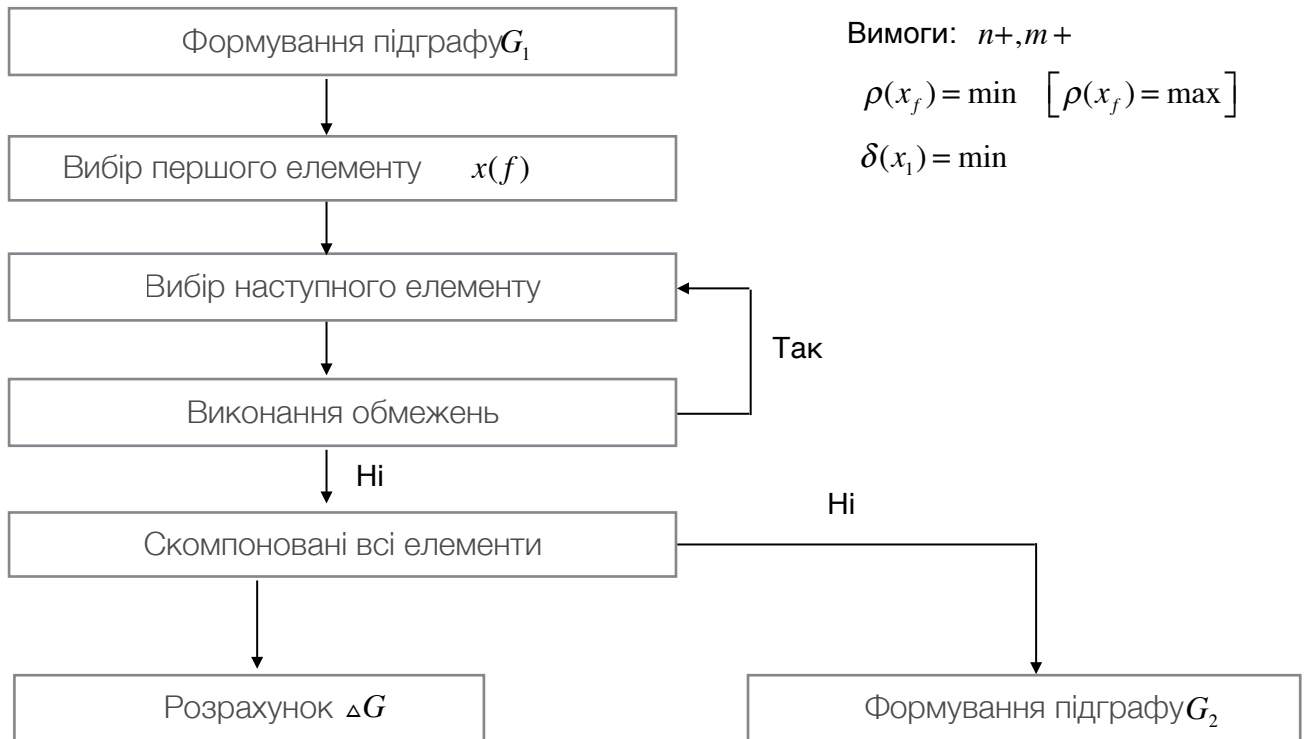 Формування підграфу G₁
Вимоги: n+,m+
ρ(x_f) = min [ρ(x_f) = max]
Вибір першого елементу x(f)
δ(x₁) = min
Вибір наступного елементу
Так
Виконання обмежень
Ні
Ні
Скомпоновані всі елементи
Розрахунок △G
Формування підграфу G₂